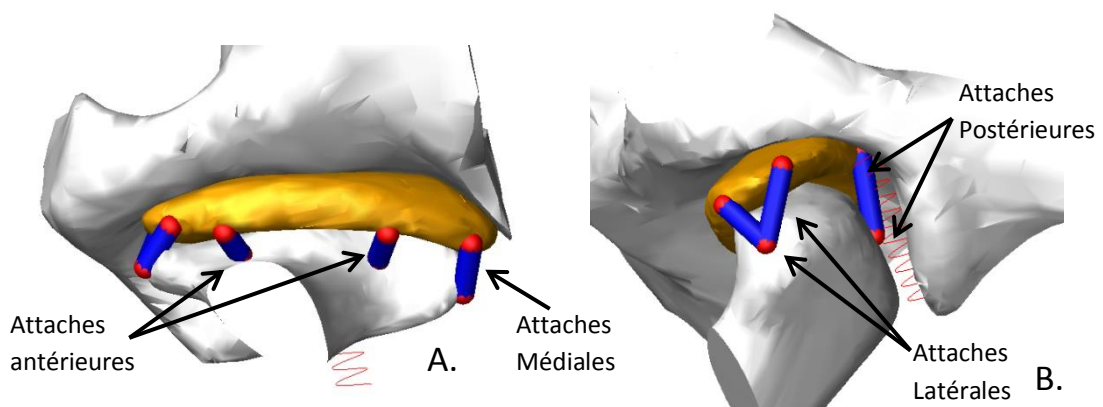 Attaches
antérieures
Attaches
Médiales
A.
Attaches
Postérieures
Attaches
Latérales
B.